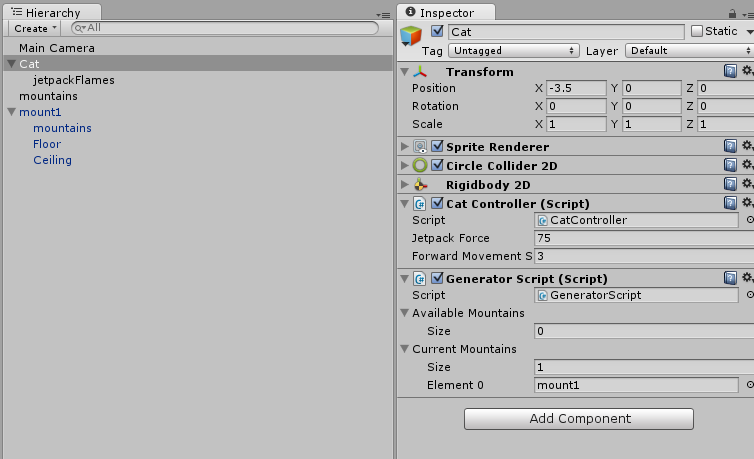 Hierarchy
Create
All
Main Camera
Cat
jetpackFlames
mountains
mount1
mountains
Floor
Ceiling
Inspector
Cat
Static
Tag
Untagged
Layer
Default
Transform
Position
X -3.5 Y 0 Z 0
Rotation
X 0 Y 0 Z 0
Scale
X 1 Y 1 Z 1
Sprite Renderer
Circle Collider 2D
Rigidbody 2D
Cat Controller (Script)
Script CatController
Jetpack Force 75
Forward Movement S 3
Generator Script (Script)
Script GeneratorScript
Available Mountains
Size 0
Current Mountains
Size 1
Element 0 mount1
Add Component